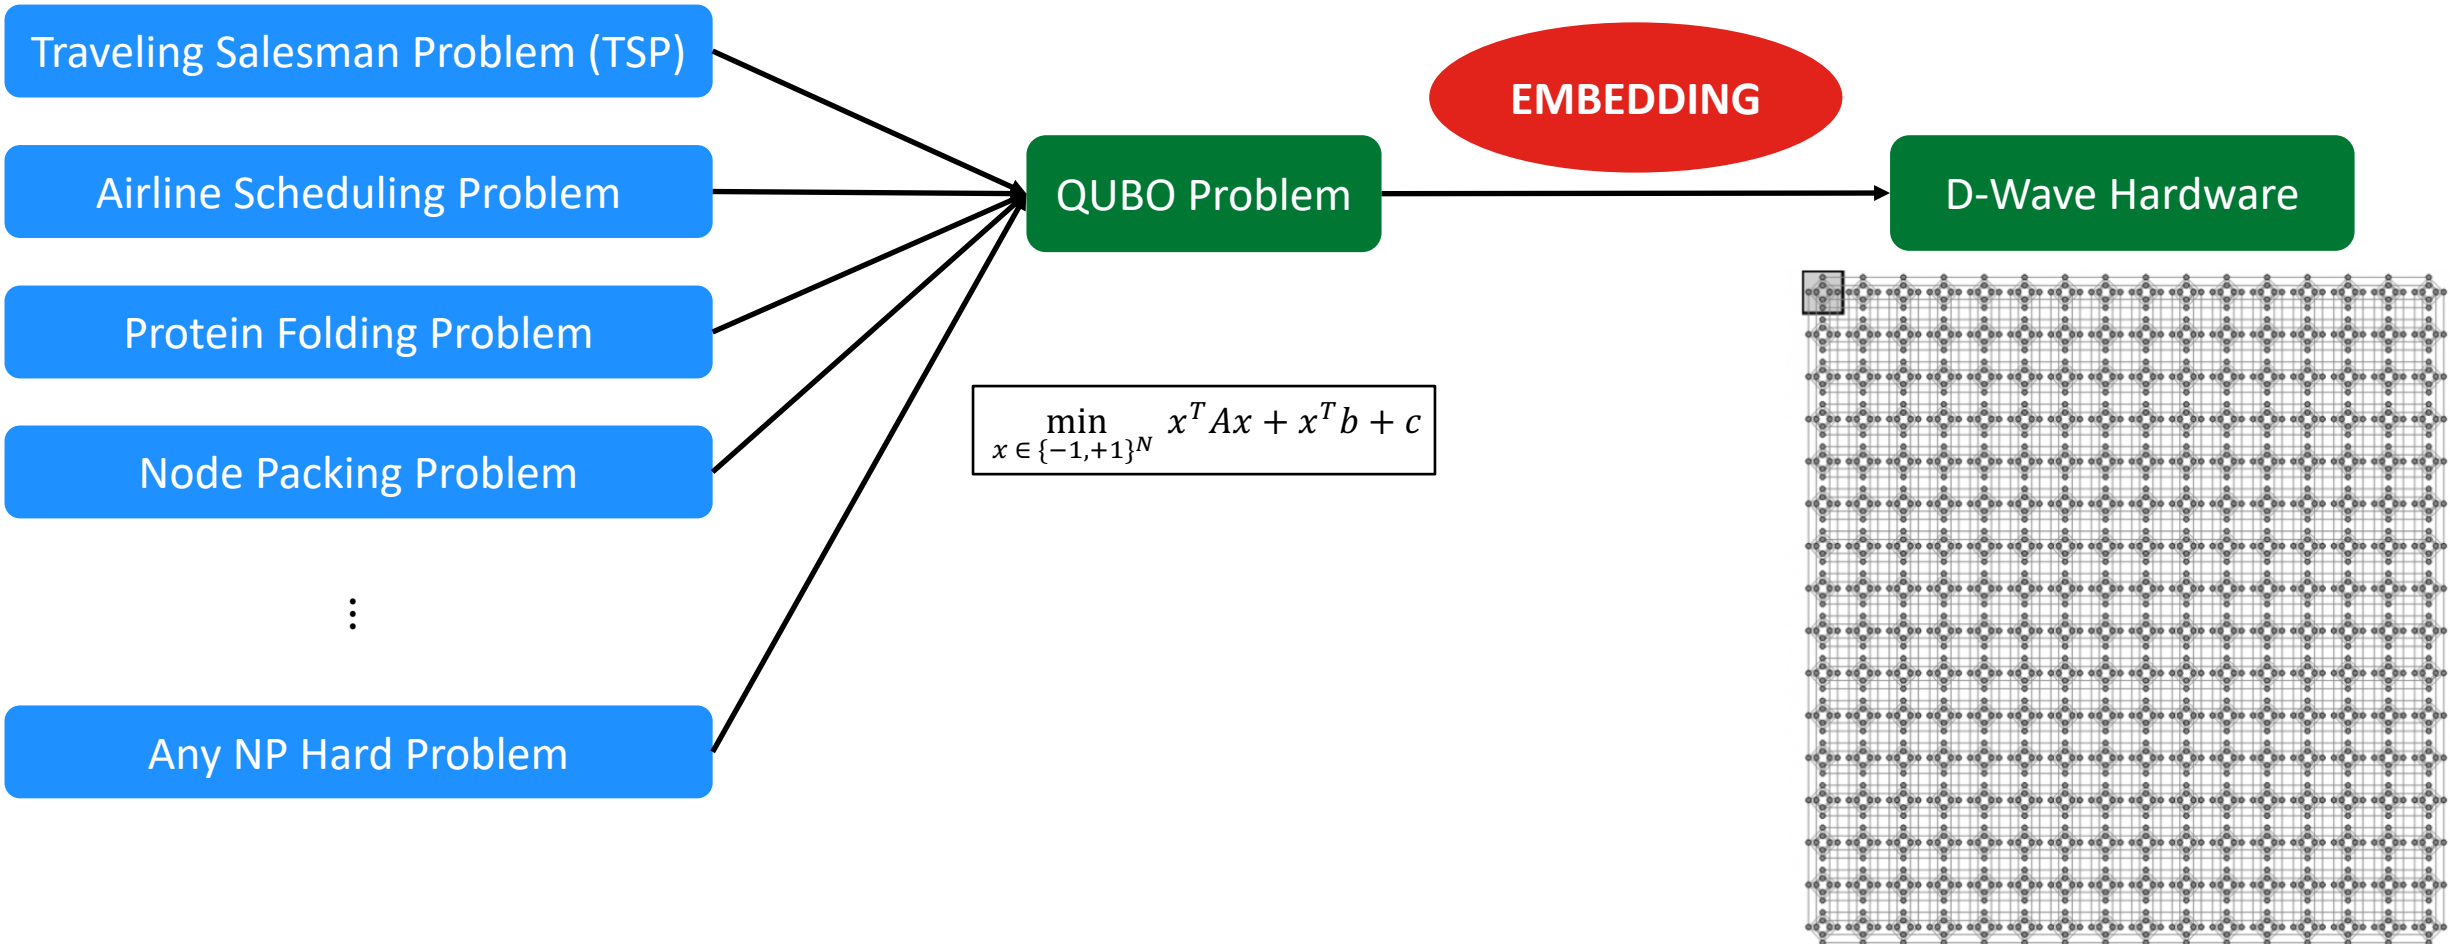 Traveling Salesman Problem (TSP)
Airline Scheduling Problem
Protein Folding Problem
Node Packing Problem
⋮
Any NP Hard Problem
QUBO Problem
min x^T Ax + x^T b + c
x ∈ {−1,+1}^N
EMBEDDING
D-Wave Hardware